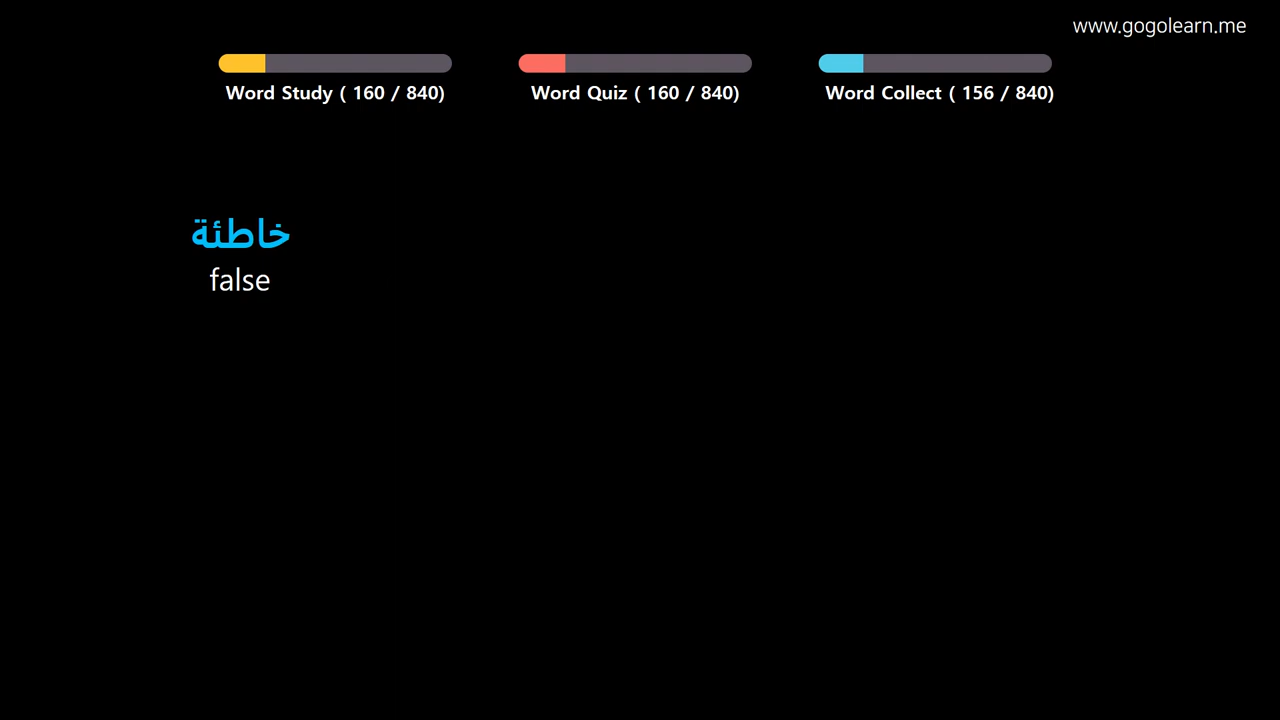 www.gogolearn.me
Word Study ( 160 / 840)
Word Quiz ( 160 / 840)
Word Collect ( 156 / 840)
خاطئة
false